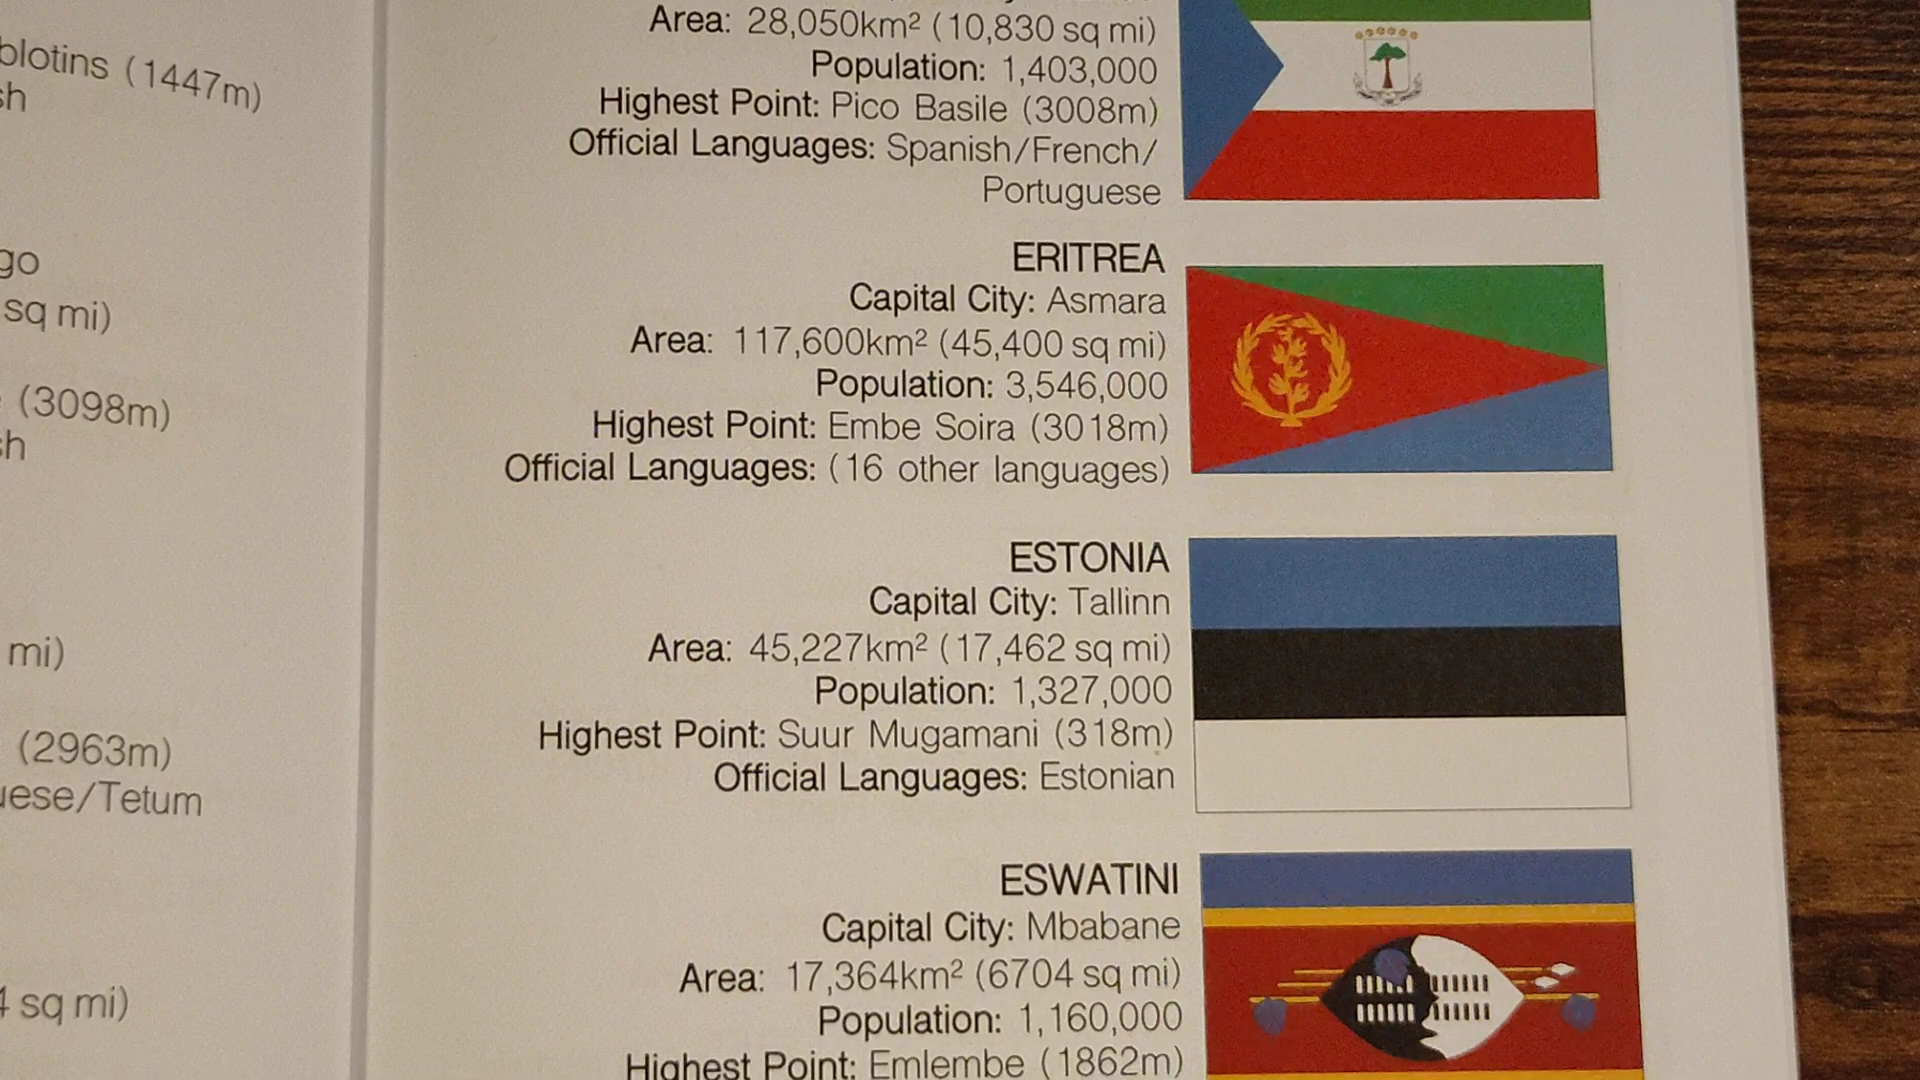 blotins (1447m)
sh
go
sq mi)
(3098m)
sh
mi)
(2963m)
uese/Tetum
4 sq mi)
Area: 28,050km² (10,830 sq mi)
Population: 1,403,000
Highest Point: Pico Basile (3008m)
Official Languages: Spanish/French/
Portuguese
ERITREA
Capital City: Asmara
Area: 117,600km² (45,400 sq mi)
Population: 3,546,000
Highest Point: Embe Soira (3018m)
Official Languages: (16 other languages)
ESTONIA
Capital City: Tallinn
Area: 45,227km² (17,462 sq mi)
Population: 1,327,000
Highest Point: Suur Mugamani (318m)
Official Languages: Estonian
ESWATINI
Capital City: Mbabane
Area: 17,364km² (6704 sq mi)
Population: 1,160,000
Highest Point: Emlembe (1862m)